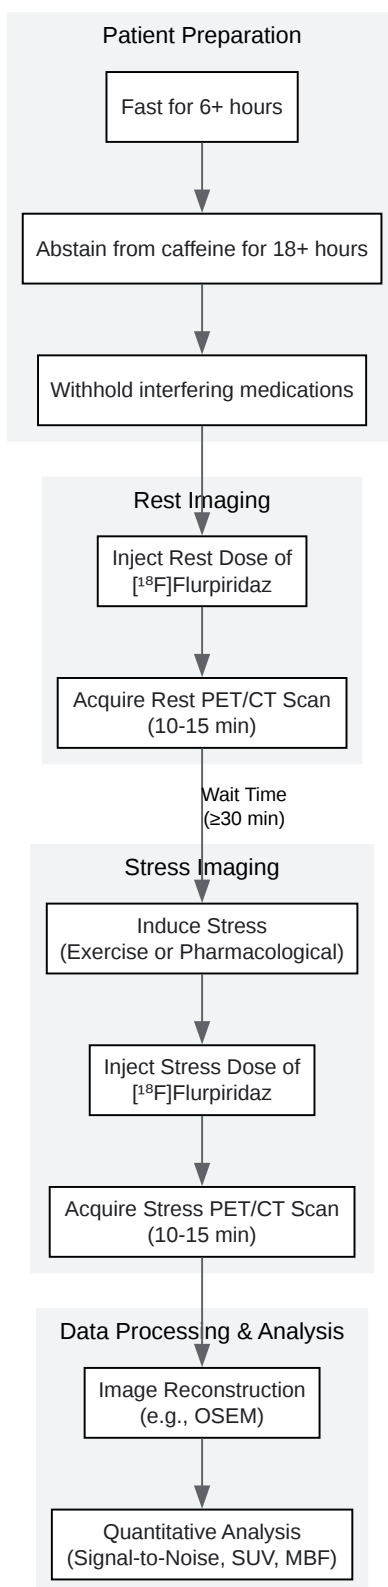 Patient Preparation
Fast for 6+ hours
Abstain from caffeine for 18+ hours
Withhold interfering medications
Rest Imaging
Inject Rest Dose of
[¹⁸F]Flurpiridaz
Acquire Rest PET/CT Scan
(10-15 min)
Wait Time
(≥30 min)
Stress Imaging
Induce Stress
(Exercise or Pharmacological)
Inject Stress Dose of
[¹⁸F]Flurpiridaz
Acquire Stress PET/CT Scan
(10-15 min)
Data Processing & Analysis
Image Reconstruction
(e.g., OSEM)
Quantitative Analysis
(Signal-to-Noise, SUV, MBF)